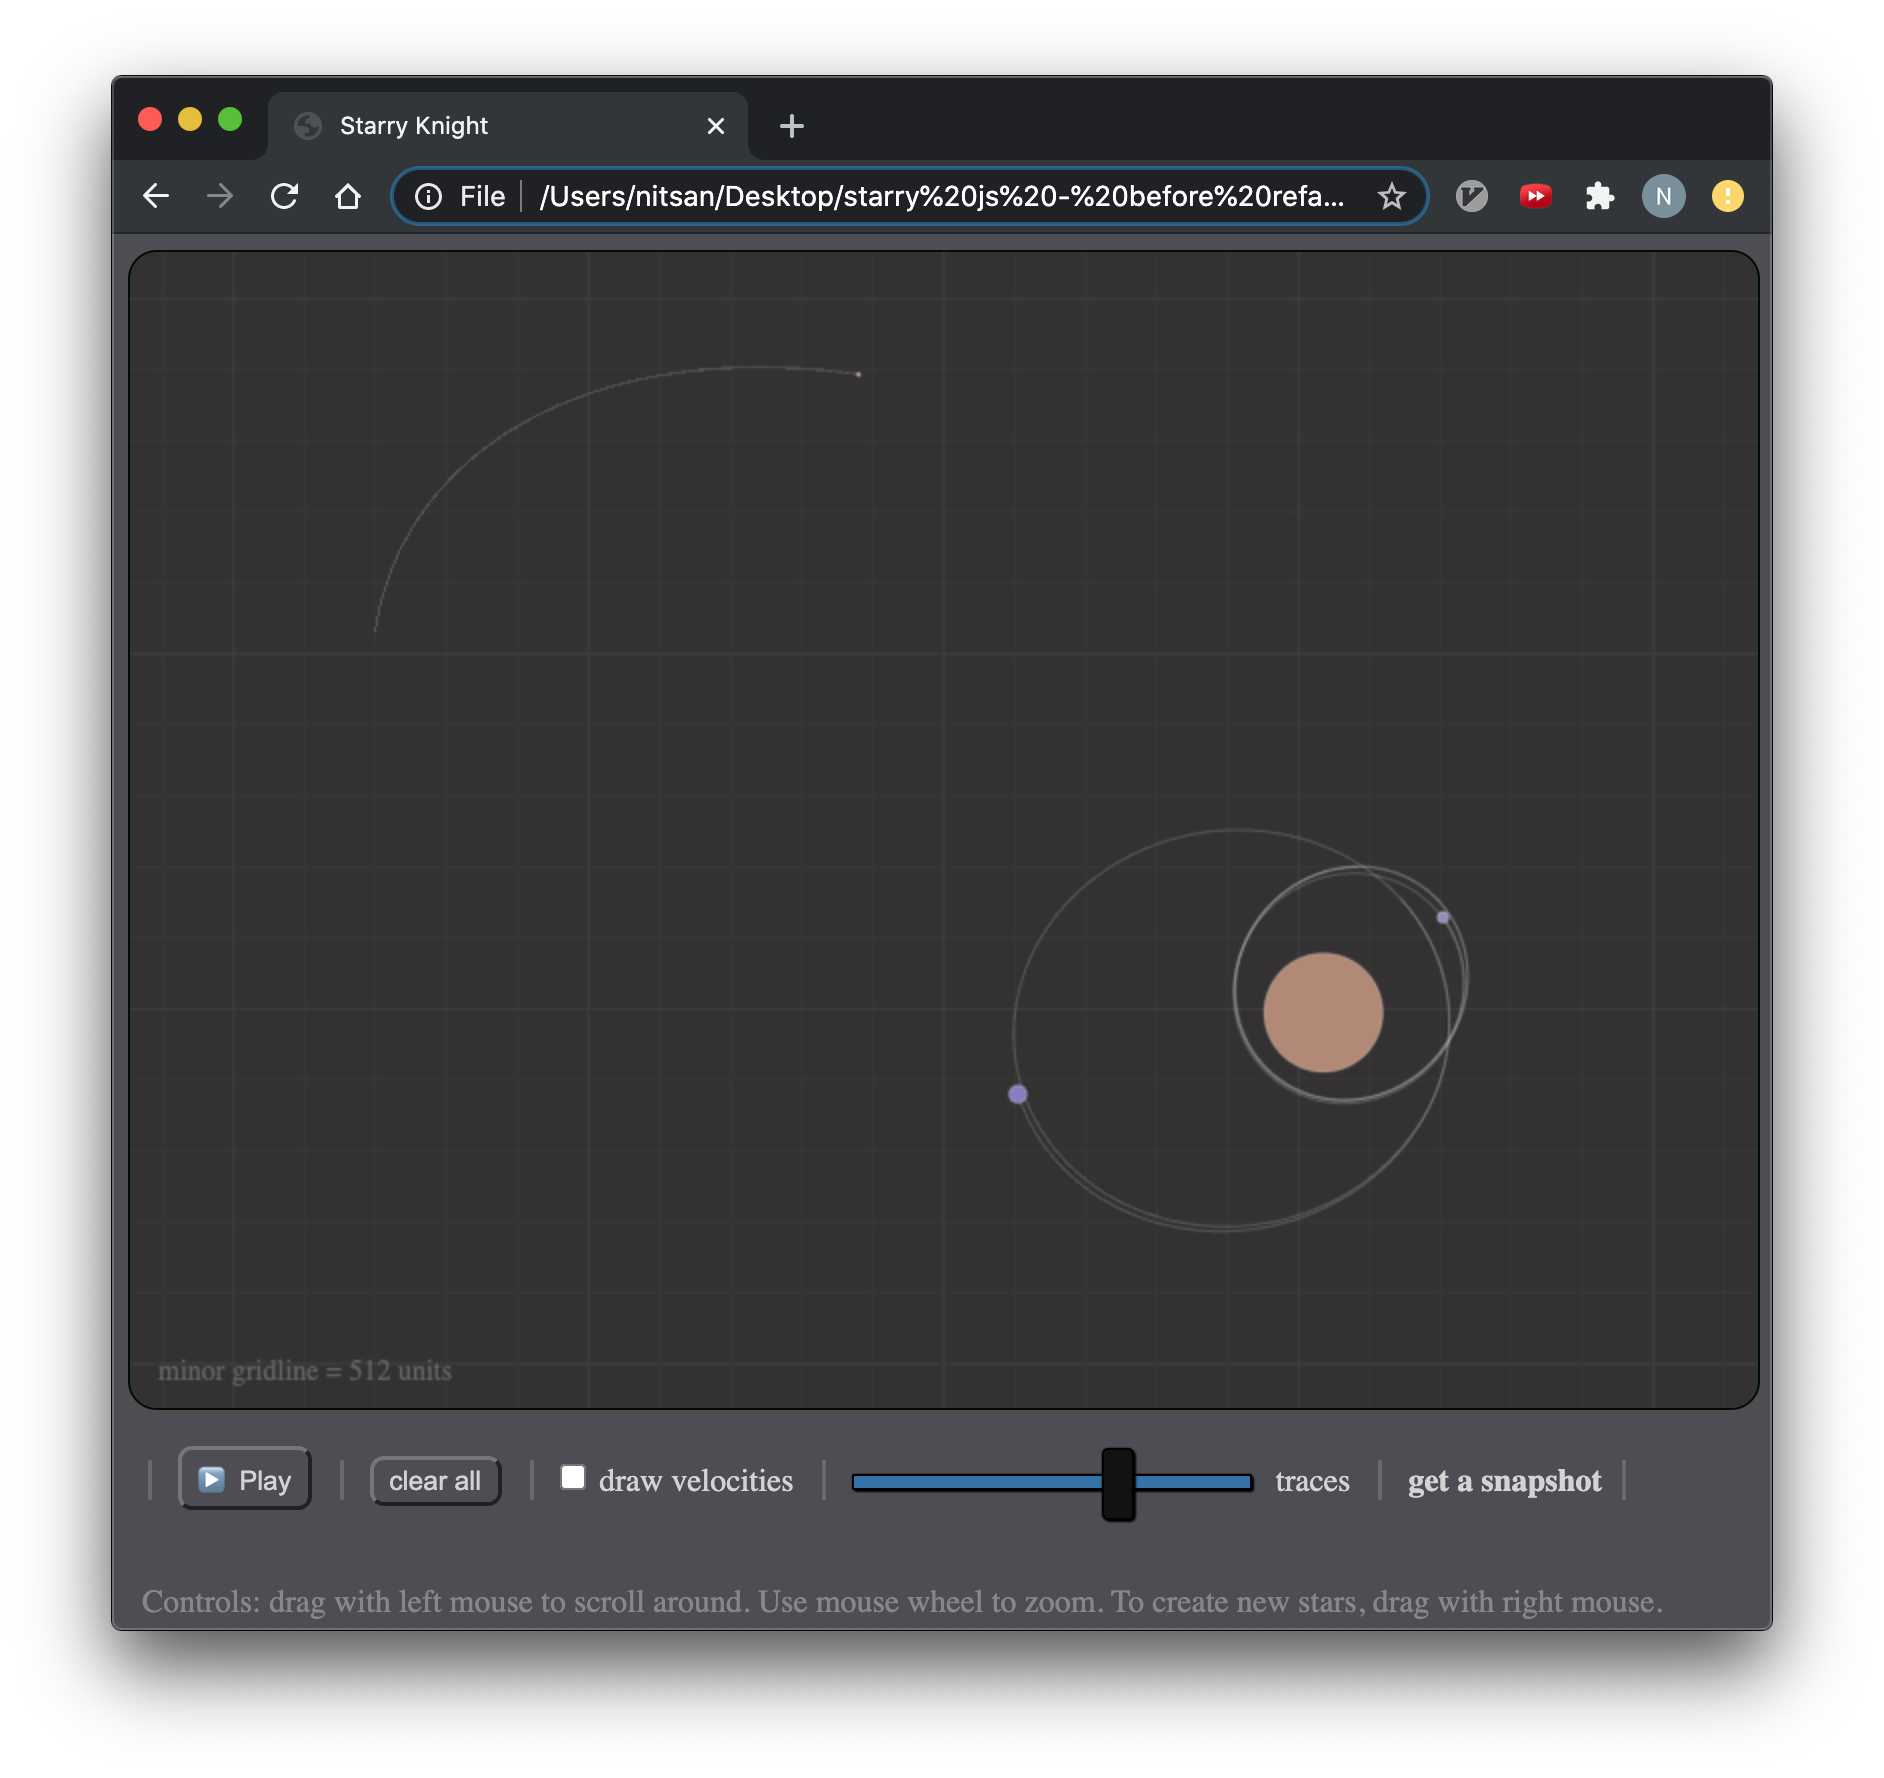 Starry Knight
File /Users/nitsan/Desktop/starry%20js%20-%20before%20refa...
N
minor gridline = 512 units
Play
clear all
draw velocities
traces
get a snapshot
Controls: drag with left mouse to scroll around. Use mouse wheel to zoom. To create new stars, drag with right mouse.